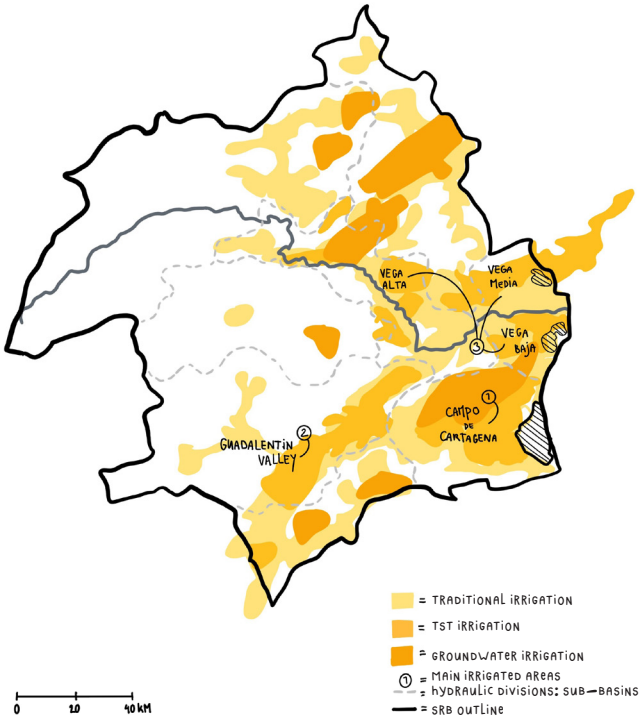 VEGA
ALTA
VEGA
MEDIA
VEGA
BAJA
3
1
CAMPO
DE
CARTAGENA
2
GUADALENTIN
VALLEY
= TRADITIONAL IRRIGATION
= TST IRRIGATION
= GROUNDWATER IRRIGATION
1 = MAIN IRRIGATED AREAS
= HYDRAULIC DIVISIONS: SUB-BASINS
= SRB OUTLINE
0 20 40 KM